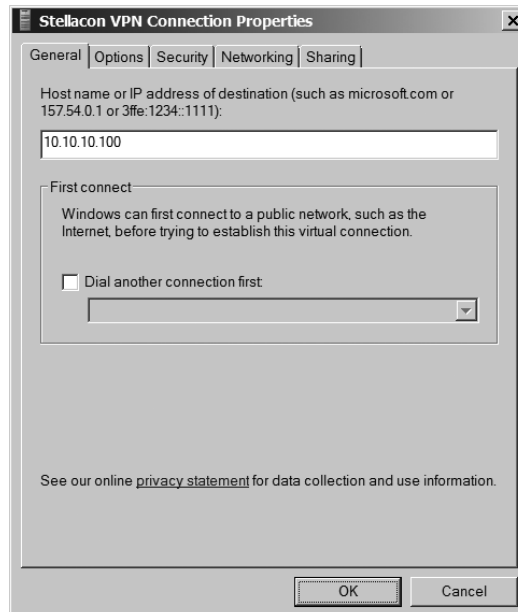 Stellacon VPN Connection Properties
General Options Security Networking Sharing
Host name or IP address of destination (such as microsoft.com or
157.54.0.1 or 3ffe:1234::1111):
10.10.10.100
First connect
Windows can first connect to a public network, such as the
Internet, before trying to establish this virtual connection.
Dial another connection first:
See our online privacy statement for data collection and use information.
OK Cancel